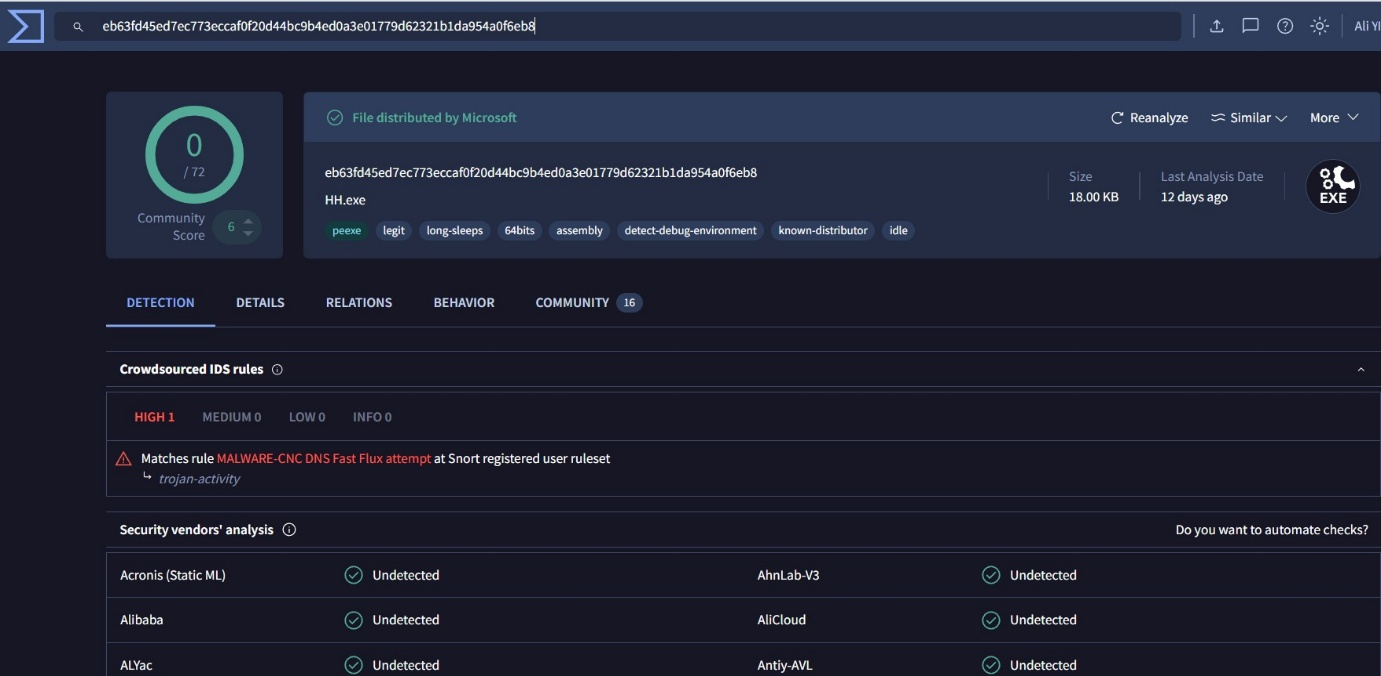 eb63fd45ed7ec773eccaf0f20d44bc9b4ed0a3e01779d62321b1da954a0f6eb8
Ali YI
0
/ 72
Community
Score
6
File distributed by Microsoft
Reanalyze
Similar
More
eb63fd45ed7ec773eccaf0f20d44bc9b4ed0a3e01779d62321b1da954a0f6eb8
HH.exe
peexe legit long-sleeps 64bits assembly detect-debug-environment known-distributor idle
Size
18.00 KB
Last Analysis Date
12 days ago
EXE
DETECTION DETAILS RELATIONS BEHAVIOR COMMUNITY 16
Crowdsourced IDS rules
HIGH 1 MEDIUM 0 LOW 0 INFO 0
Matches rule MALWARE-CNC DNS Fast Flux attempt at Snort registered user ruleset
trojan-activity
Security vendors' analysis Do you want to automate checks?
Acronis (Static ML) Undetected AhnLab-V3 Undetected
Alibaba Undetected AliCloud Undetected
ALYac Undetected Antiy-AVL Undetected